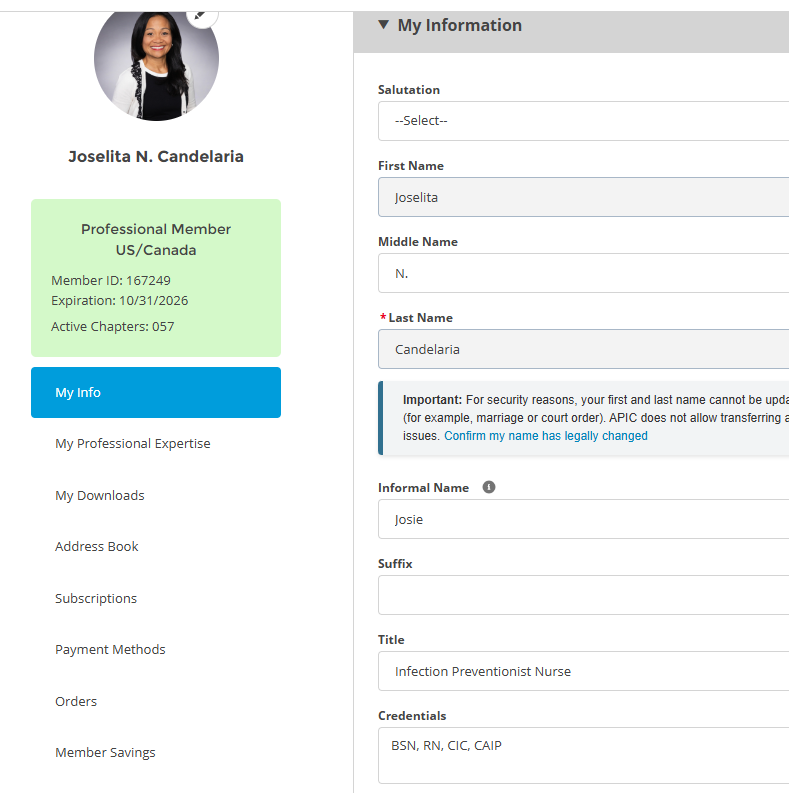 Joselita N. Candelaria
Professional Member
US/Canada
Member ID: 167249
Expiration: 10/31/2026
Active Chapters: 057
My Info
My Professional Expertise
My Downloads
Address Book
Subscriptions
Payment Methods
Orders
Member Savings
My Information
Salutation
--Select--
First Name
Joselita
Middle Name
N.
*Last Name
Candelaria
Important: For security reasons, your first and last name cannot be upda
(for example, marriage or court order). APIC does not allow transferring a
issues. Confirm my name has legally changed
Informal Name
Josie
Suffix
Title
Infection Preventionist Nurse
Credentials
BSN, RN, CIC, CAIP